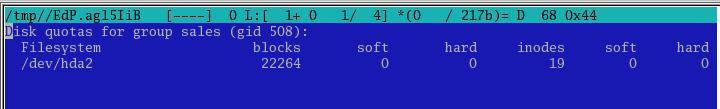 /tmp//EdP.agl5IiB   [----]  0 L:[  1+ 0   1/  4] *(0   / 217b)= D  68 0x44
Disk quotas for group sales (gid 508):
  Filesystem                   blocks       soft       hard     inodes     soft     hard
  /dev/hda2                     22264          0          0         19        0        0